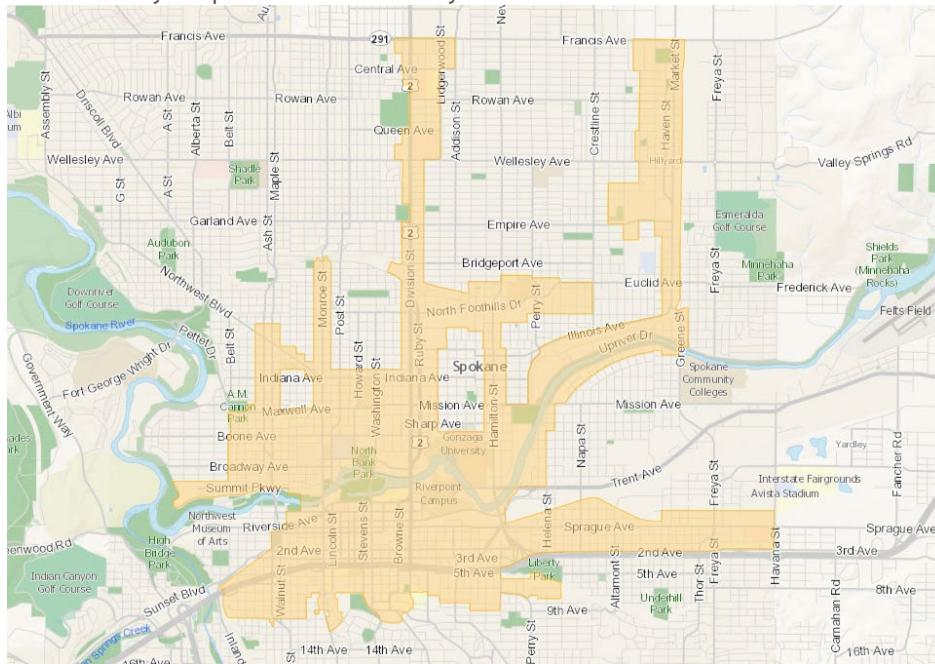 291
Francis Ave
Francis Ave
Central Ave
2
Lidgerwood St
Market St
Assembly St
Driscoll Blvd
Rowan Ave
Rowan Ave
Rowan Ave
A St
Alberta St
Belt St
Addison St
Crestline St
Haven St
Freya St
Queen Ave
Wellesley Ave
Wellesley Ave
Hillyard
Valley Springs Rd
Shadle
Park
Maple St
G St
A St
Garland Ave
Ash St
Empire Ave
2
Esmeralda
Golf Course
Audubon
Park
Bridgeport Ave
Freya St
Minnehaha
Park
Shields
Park
(Minnehaha
Rocks)
Downriver
Golf Course
Northwest Blvd
Monroe St
Post St
Division St
Euclid Ave
Frederick Ave
Spokane River
Pettet Dr
North Foothills Dr
Perry St
Felts Field
Government Way
Fort George Wright Dr
Belt St
Howard St
Washington St
Ruby St
Illinois Ave
Upriver Dr
Greene St
Spokane
Indiana Ave
Indiana Ave
Spokane
Community
Colleges
A.M.
Cannon
Park
Maxwell Ave
Mission Ave
Hamilton St
Mission Ave
Boone Ave
Sharp Ave
2
Gonzaga
University
Napa St
Yardley
Fancher Rd
Broadway Ave
North
Bank
Park
Trent Ave
Freya St
Interstate Fairgrounds
Avista Stadium
Summit Pkwy
Riverpoint
Campus
Northwest
Museum
of Arts
Riverside Ave
Lincoln St
Stevens St
Browne St
Helena St
Sprague Ave
Sprague Ave
High
Bridge
Park
2nd Ave
3rd Ave
2nd Ave
3rd Ave
Indian Canyon
Golf Course
5th Ave
Liberty
Park
Altamont St
5th Ave
Thor St
Freya St
Havana St
8th Ave
Sunset Blvd
Walnut St
9th Ave
Underhill
Park
Carnahan Rd
Perry St
14th Ave
14th Ave
16th Ave